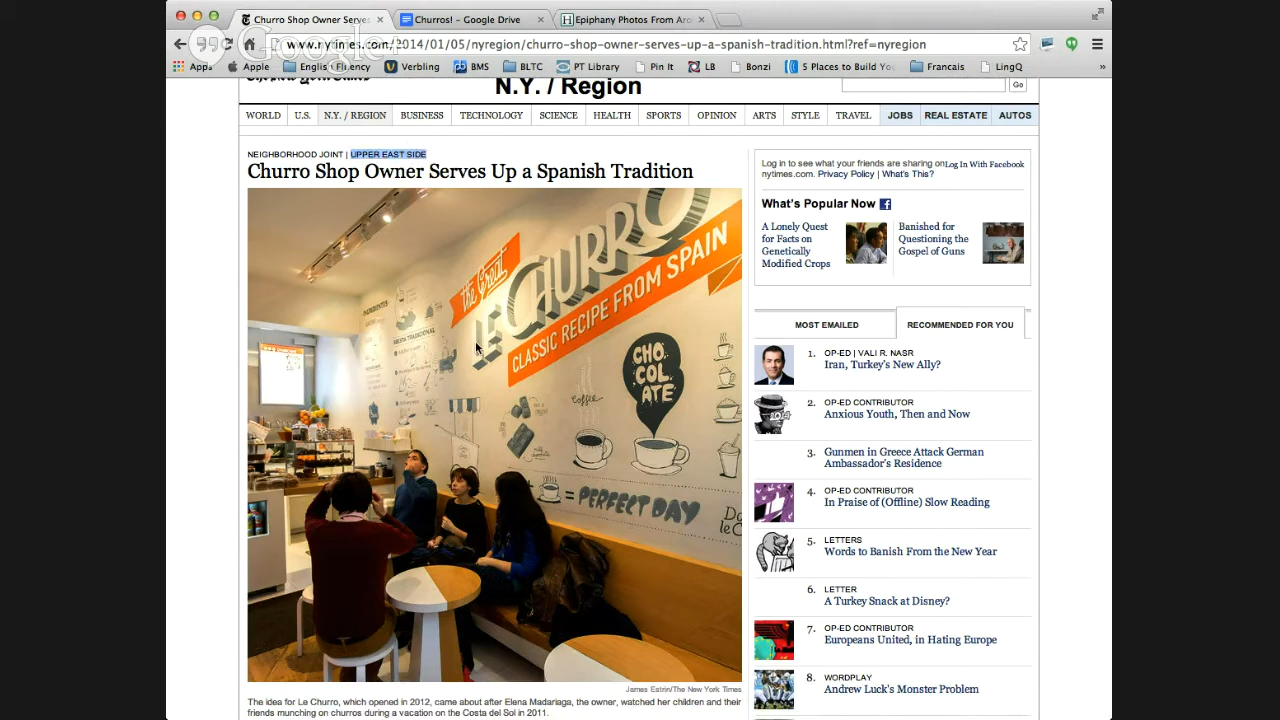 Churro Shop Owner Serves
Churros! – Google Drive
Epiphany Photos From Aro
Google+
www.nytimes.com/2014/01/05/nyregion/churro-shop-owner-serves-up-a-spanish-tradition.html?ref=nyregion
Apps Apple English Fluency Verbling BMS BLTC PT Library Pin It LB Bonzi 5 Places to Build Yo Francais LingQ »
N.Y. / Region
Go
WORLD U.S. N.Y. / REGION BUSINESS TECHNOLOGY SCIENCE HEALTH SPORTS OPINION ARTS STYLE TRAVEL JOBS REAL ESTATE AUTOS
NEIGHBORHOOD JOINT | UPPER EAST SIDE
Churro Shop Owner Serves Up a Spanish Tradition
the Great
LE CHURRO
CLASSIC RECIPE FROM SPAIN
CHO
COL
ATE
coffee
= PERFECT DAY
James Estrin/The New York Times
The idea for Le Churro, which opened in 2012, came about after Elena Madariaga, the owner, watched her children and their
friends munching on churros during a vacation on the Costa del Sol in 2011.
Log in to see what your friends are sharing on
nytimes.com. Privacy Policy | What's This?
Log In With Facebook
What's Popular Now
A Lonely Quest
for Facts on
Genetically
Modified Crops
Banished for
Questioning the
Gospel of Guns
MOST EMAILED
RECOMMENDED FOR YOU
1. OP-ED | VALI R. NASR
Iran, Turkey's New Ally?
2. OP-ED CONTRIBUTOR
Anxious Youth, Then and Now
3. Gunmen in Greece Attack German
Ambassador's Residence
4. OP-ED CONTRIBUTOR
In Praise of (Offline) Slow Reading
5. LETTERS
Words to Banish From the New Year
6. LETTER
A Turkey Snack at Disney?
7. OP-ED CONTRIBUTOR
Europeans United, in Hating Europe
8. WORDPLAY
Andrew Luck's Monster Problem